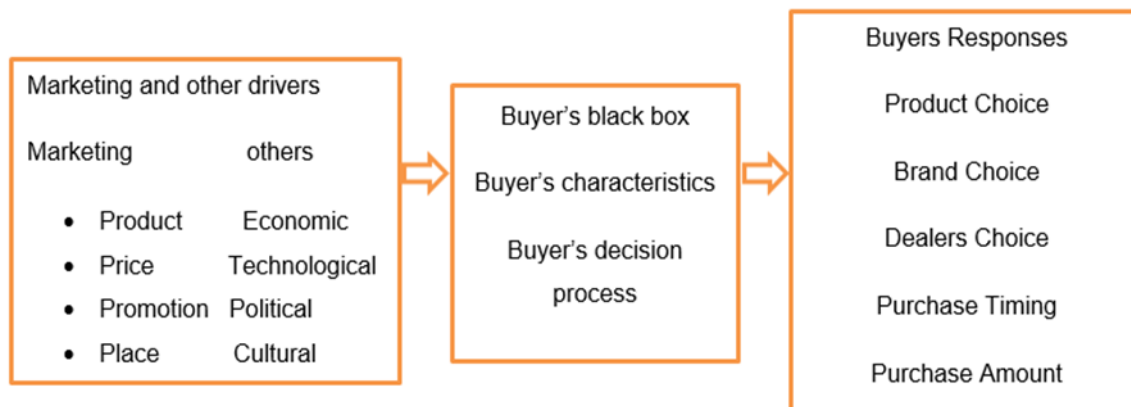 Marketing and other drivers
Marketing others
• Product Economic
• Price Technological
• Promotion Political
• Place Cultural
Buyer’s black box
Buyer’s characteristics
Buyer’s decision
process
Buyers Responses
Product Choice
Brand Choice
Dealers Choice
Purchase Timing
Purchase Amount